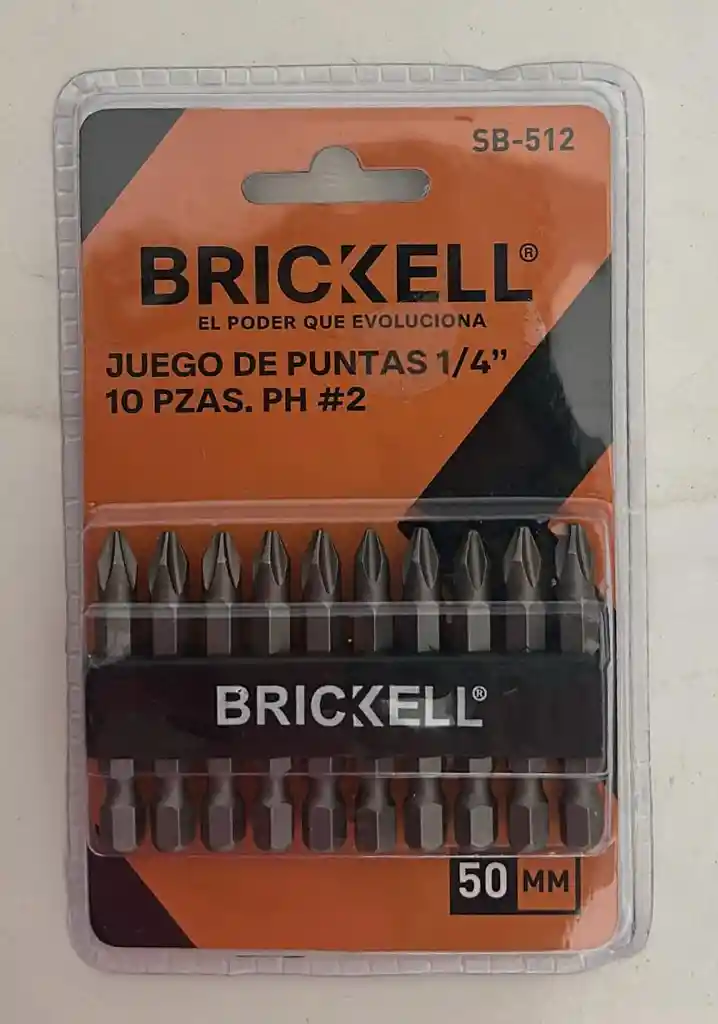 SB-512
BRICKELL®
EL PODER QUE EVOLUCIONA
JUEGO DE PUNTAS 1/4”
10 PZAS. PH #2
BRICKELL®
50 MM